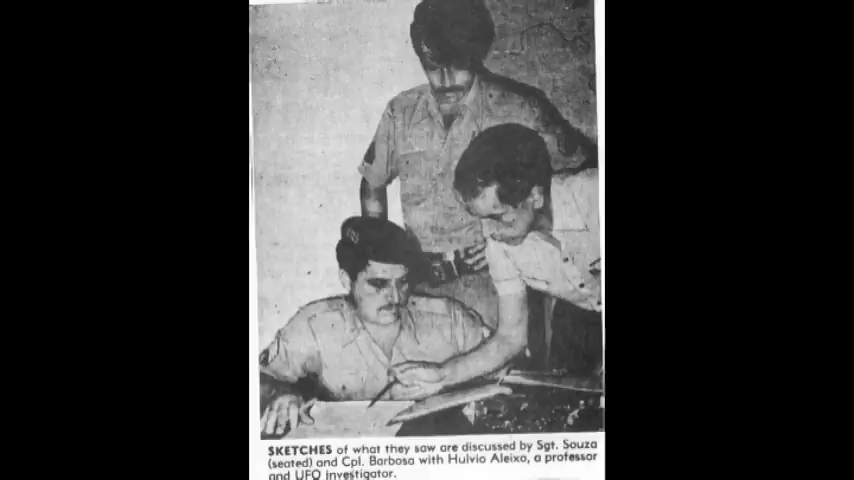 SKETCHES of what they saw are discussed by Sgt. Souza
(seated) and Cpl. Barbosa with Hulvio Aleixo, a professor
and UFO investigator.